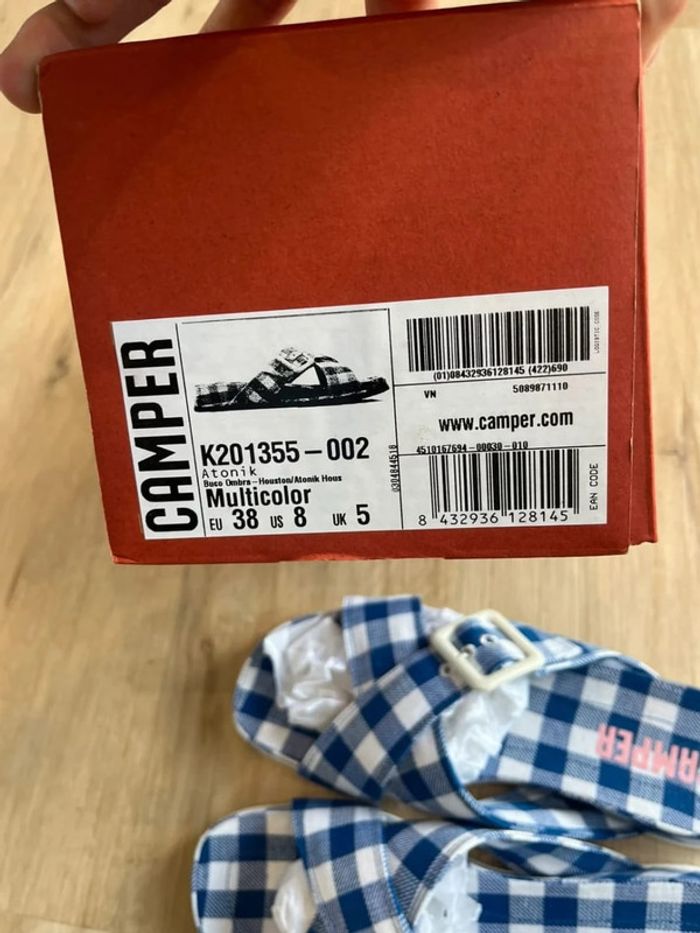 CAMPER
K201355-002
Atonik
Buco Ombra-Houston/Atonik Hous
Multicolor
EU 38 US 8 UK 5
(01)08432936128145 (422)690
LOGISTIC CODE
VN 5089871110
www.camper.com
4510167694-00030-010
8 432936 128145
EAN CODE
AMPER